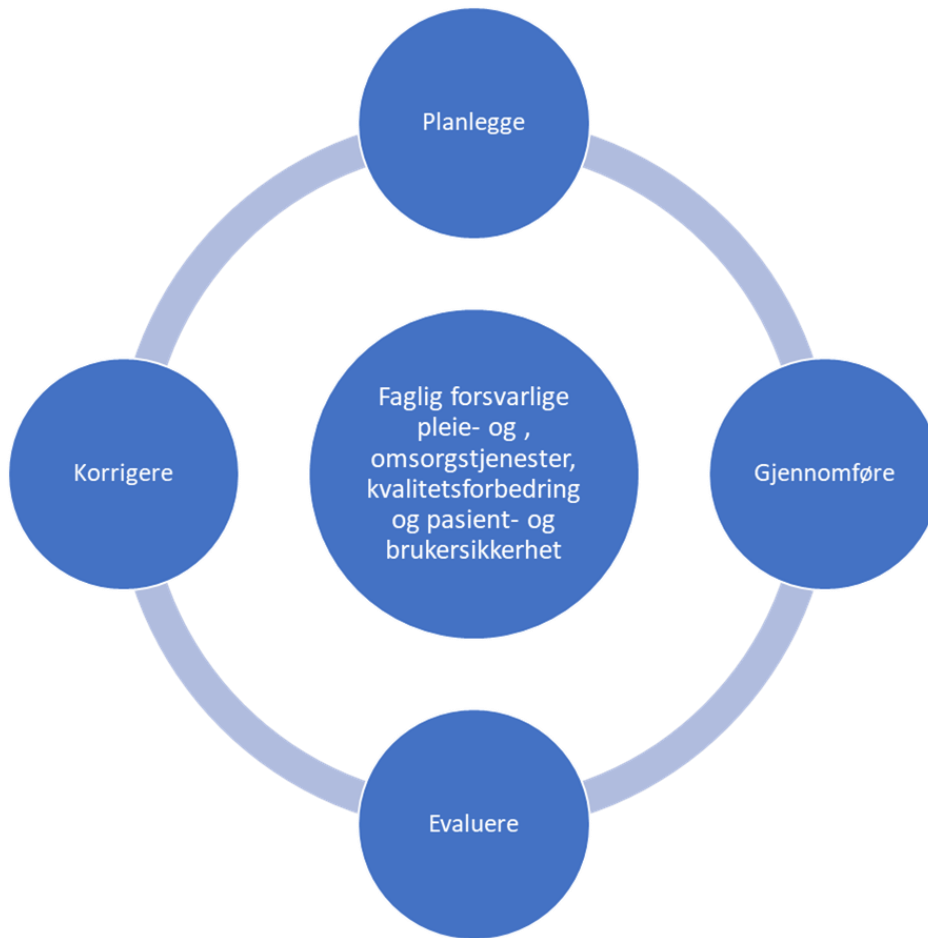 Planlegge
Faglig forsvarlige
pleie- og ,
omsorgstjenester,
kvalitetsforbedring
og pasient- og
brukersikkerhet
Korrigere
Gjennomføre
Evaluere